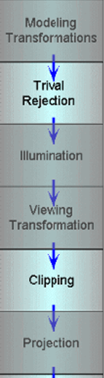 Modeling
Transformations
Trival
Rejection
Illumination
Viewing
Transformation
Clipping
Projection